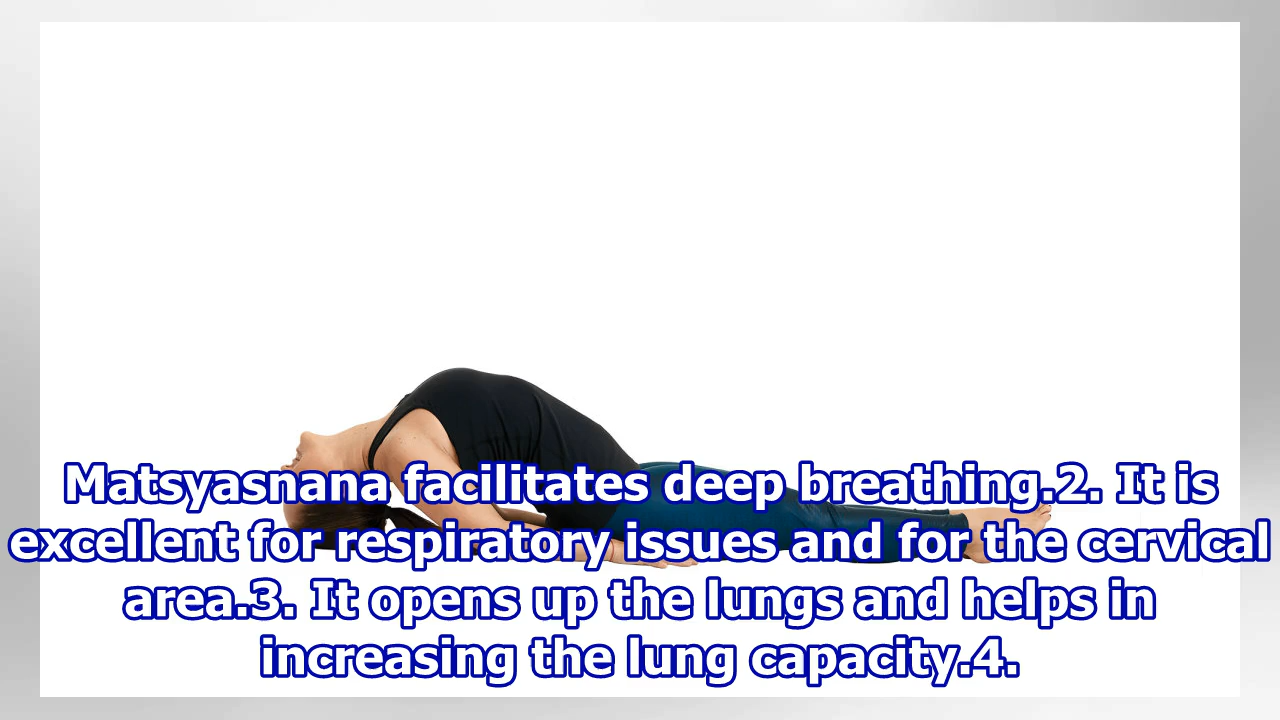 Matsyasnana facilitates deep breathing.2. It is
excellent for respiratory issues and for the cervical
area.3. It opens up the lungs and helps in
increasing the lung capacity.4.